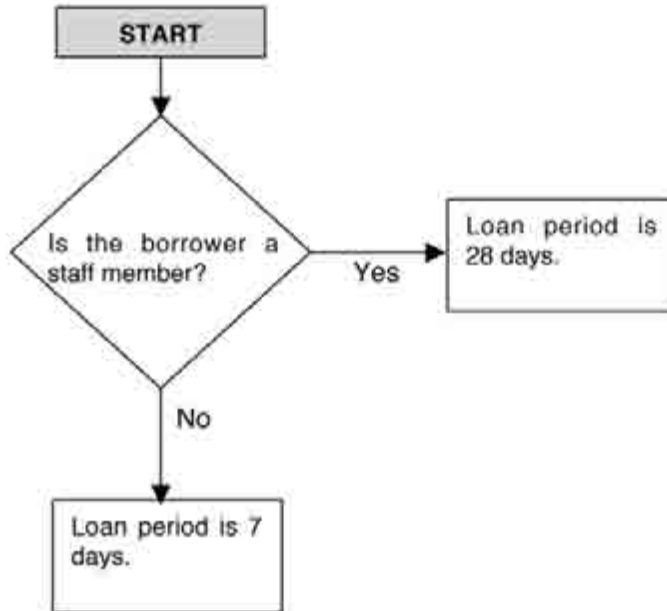 START
Is the borrower a
staff member?
Yes
Loan period is
28 days.
No
Loan period is 7
days.